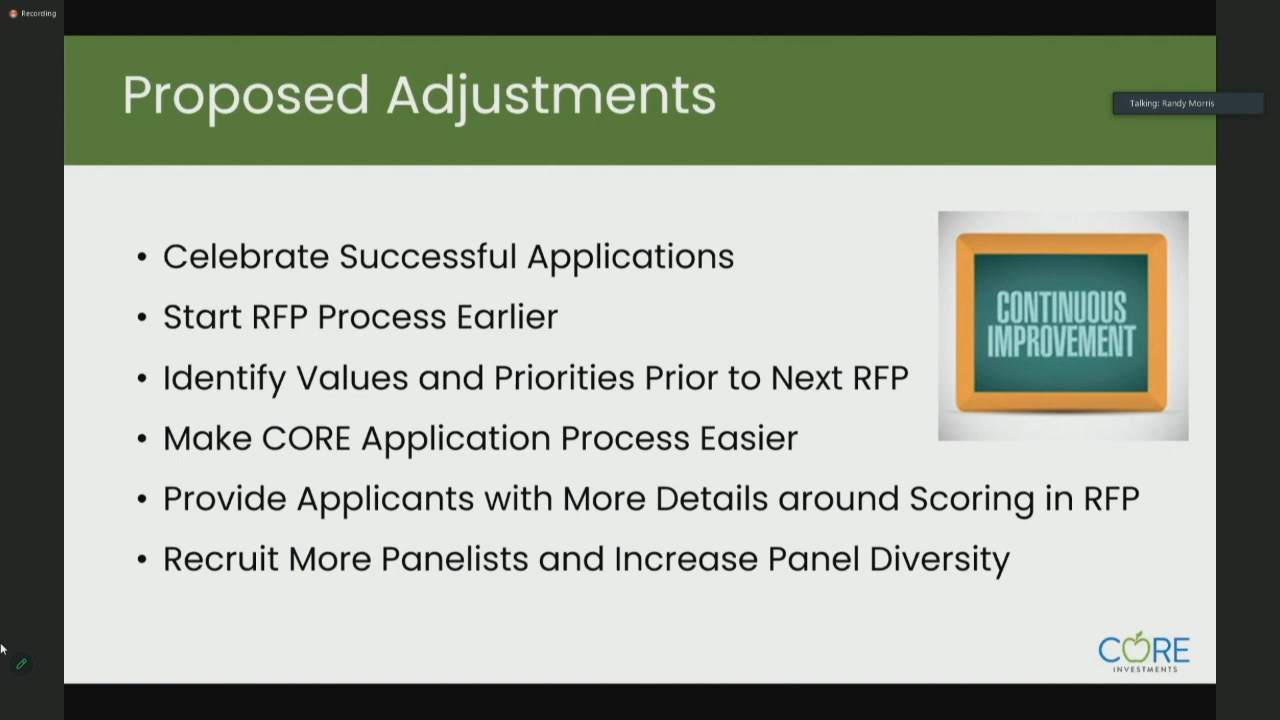 Recording
Proposed Adjustments
Talking: Randy Morris
• Celebrate Successful Applications
• Start RFP Process Earlier
• Identify Values and Priorities Prior to Next RFP
• Make CORE Application Process Easier
• Provide Applicants with More Details around Scoring in RFP
• Recruit More Panelists and Increase Panel Diversity
CONTINUOUS
IMPROVEMENT
CORE
INVESTMENTS